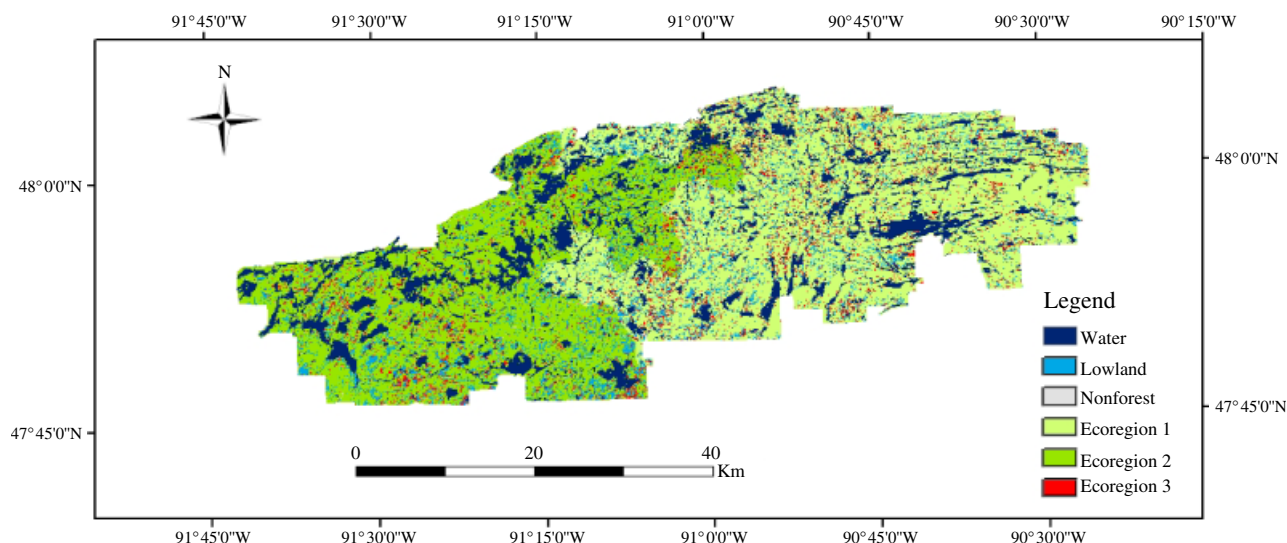 91°45'0"W 91°30'0"W 91°15'0"W 91°0'0"W 90°45'0"W 90°30'0"W 90°15'0"W
N
48°0'0"N
48°0'0"N
Legend
Water
Lowland
Nonforest
Ecoregion 1
Ecoregion 2
Ecoregion 3
47°45'0"N
47°45'0"N
0 20 40
Km
91°45'0"W 91°30'0"W 91°15'0"W 91°0'0"W 90°45'0"W 90°30'0"W